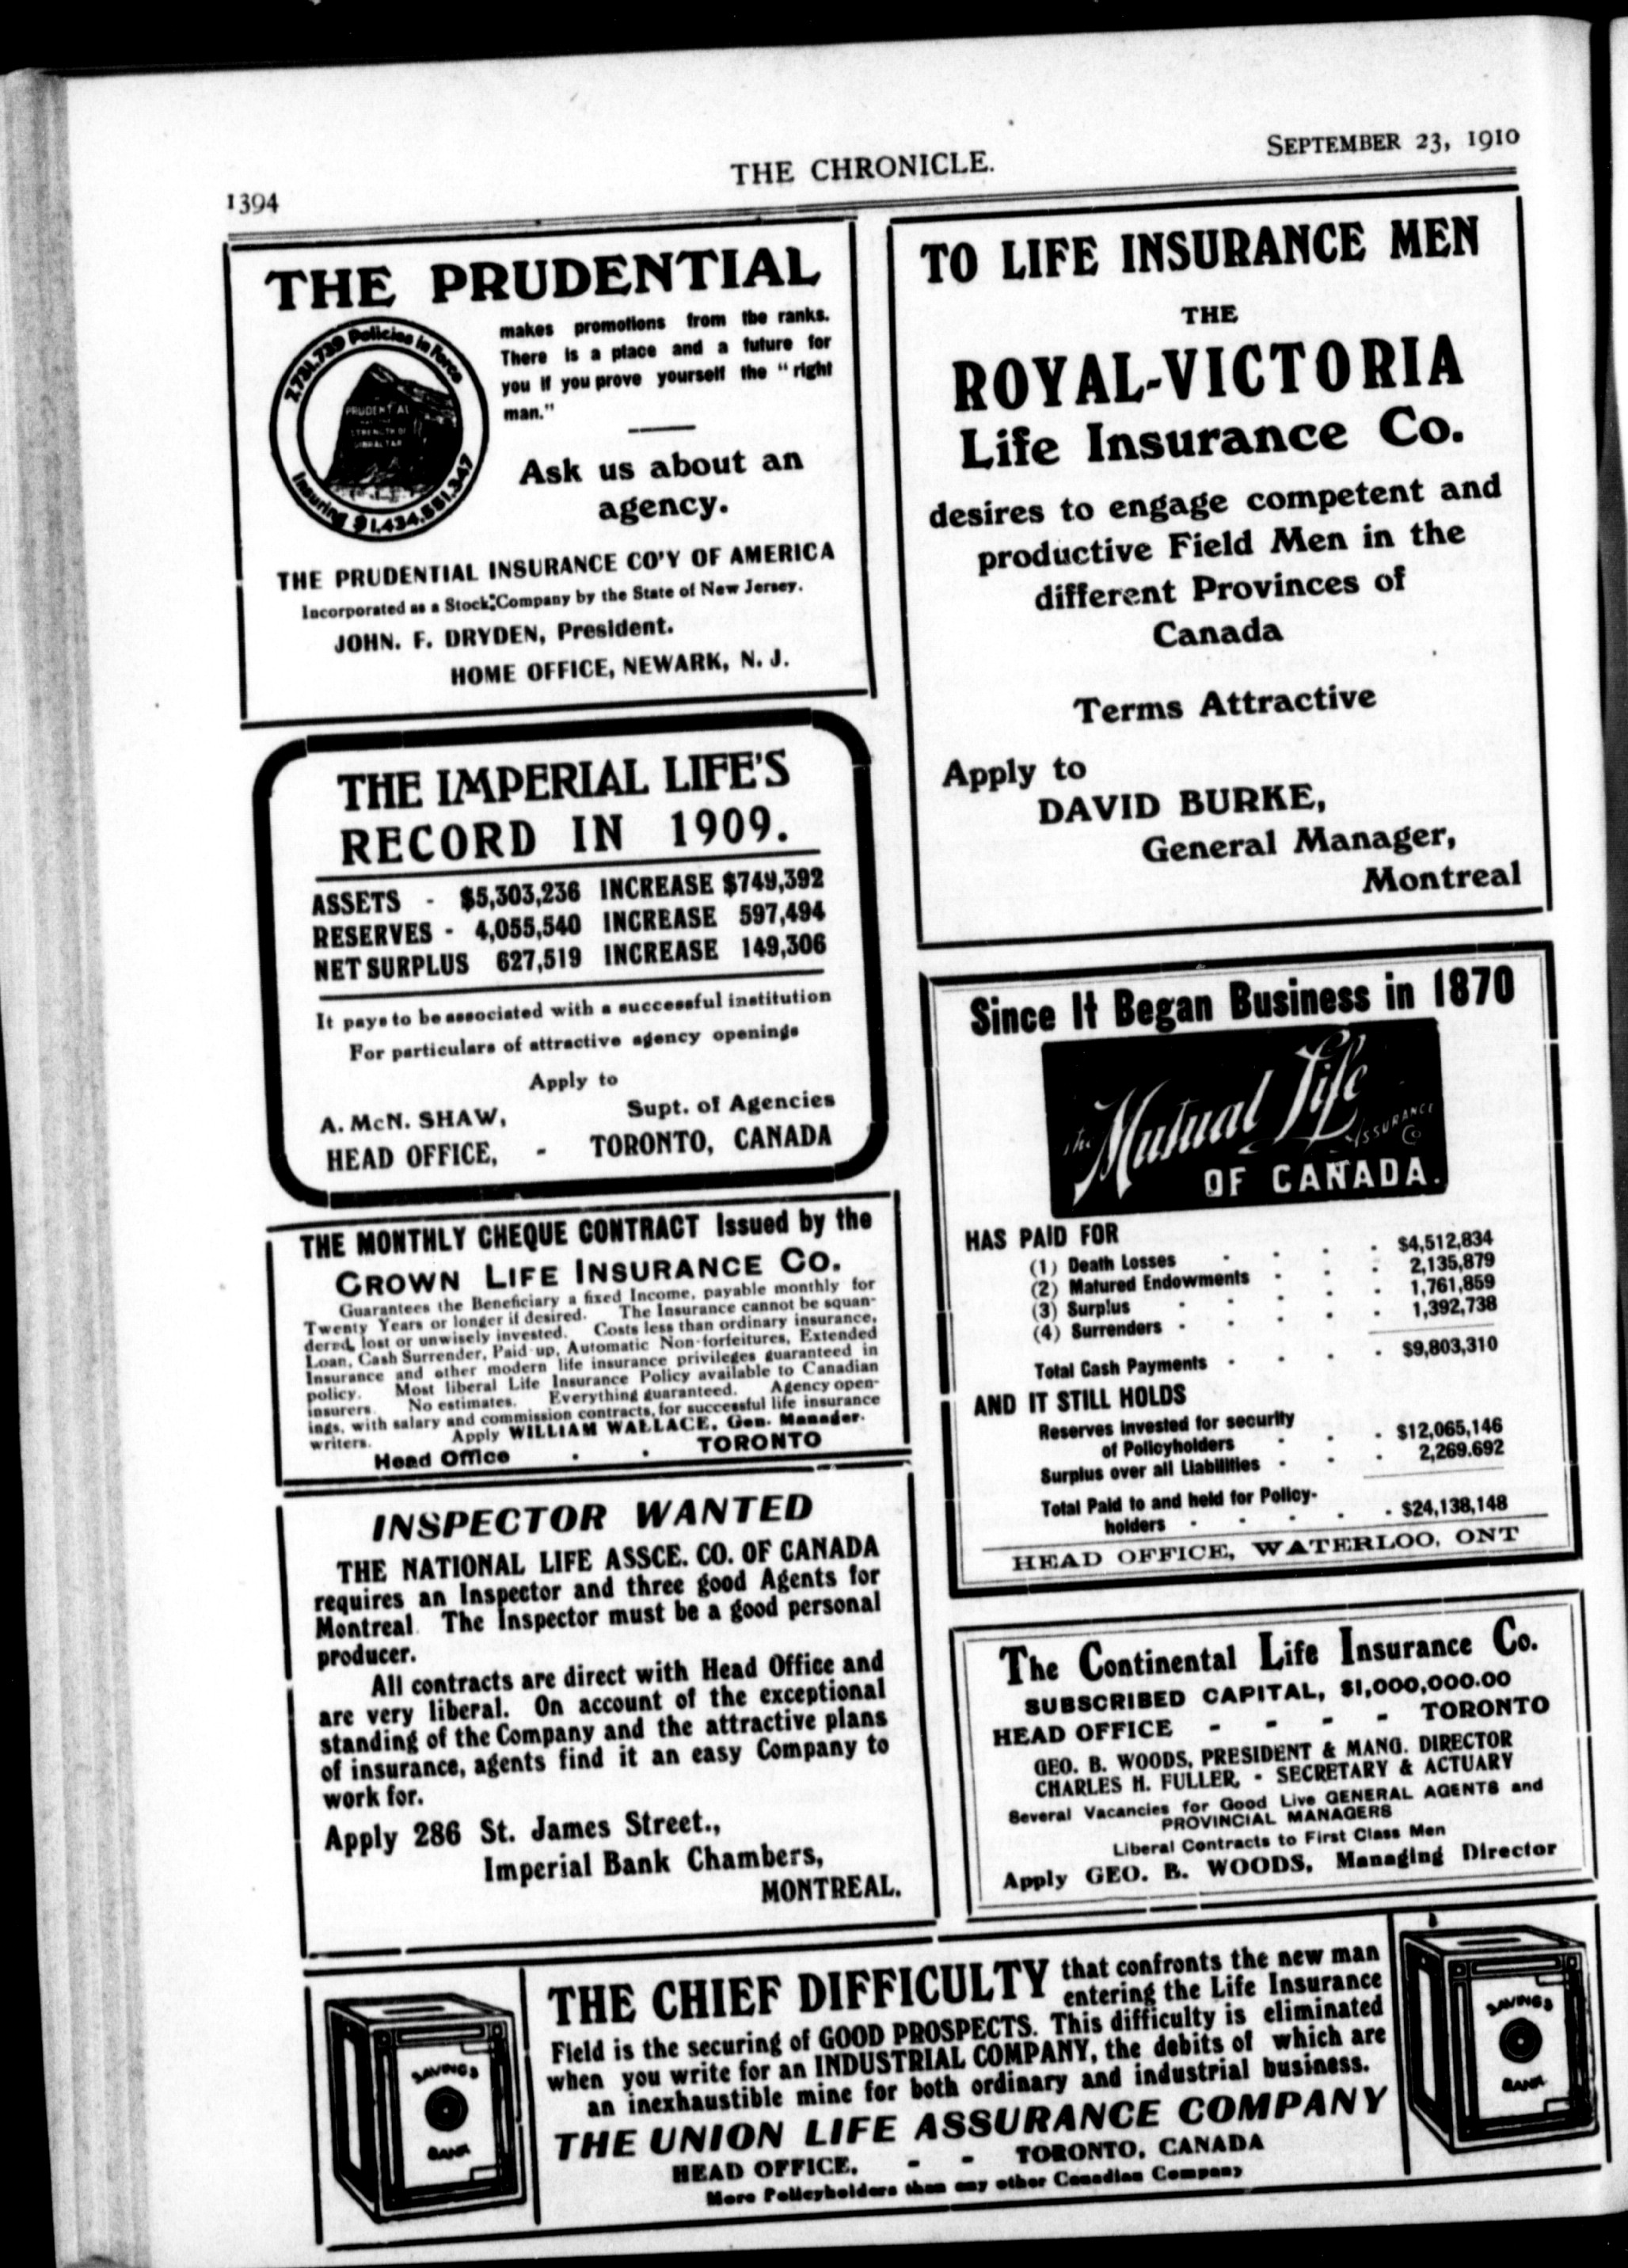 1394
THE CHRONICLE.
SEPTEMBER 23, 1910
THE PRUDENTIAL
Policies in Force
PRUDENTIAL
STRENGTH OF
GIBRALTAR
Insuring $1,434,551,347
makes promotions from the ranks.
There is a place and a future for
you if you prove yourself the "right
man."
Ask us about an
agency.
THE PRUDENTIAL INSURANCE CO'Y OF AMERICA
Incorporated as a Stock Company by the State of New Jersey.
JOHN. F. DRYDEN, President.
HOME OFFICE, NEWARK, N. J.
THE IMPERIAL LIFE'S
RECORD IN 1909.
ASSETS - $5,303,236 INCREASE $749,392
RESERVES - 4,055,540 INCREASE 597,494
NET SURPLUS 627,519 INCREASE 149,306
It pays to be associated with a successful institution
For particulars of attractive agency openings
Apply to
A. McN. SHAW, Supt. of Agencies
HEAD OFFICE, - TORONTO, CANADA
THE MONTHLY CHEQUE CONTRACT Issued by the
CROWN LIFE INSURANCE CO.
Guarantees the Beneficiary a fixed Income, payable monthly for
Twenty Years or longer if desired. The Insurance cannot be squan-
dered, lost or unwisely invested. Costs less than ordinary insurance.
Loan, Cash Surrender, Paid-up, Automatic Non-forfeitures, Extended
Insurance and other modern life insurance privileges guaranteed in
policy. Most liberal Life Insurance Policy available to Canadian
insurers. No estimates. Everything guaranteed. Agency open-
ings, with salary and commission contracts, for successful life insurance
writers. Apply WILLIAM WALLACE, Gen. Manager.
Head Office . . TORONTO
INSPECTOR WANTED
THE NATIONAL LIFE ASSCE. CO. OF CANADA
requires an Inspector and three good Agents for
Montreal. The Inspector must be a good personal
producer.
All contracts are direct with Head Office and
are very liberal. On account of the exceptional
standing of the Company and the attractive plans
of insurance, agents find it an easy Company to
work for.
Apply 286 St. James Street.,
Imperial Bank Chambers,
MONTREAL.
TO LIFE INSURANCE MEN
THE
ROYAL-VICTORIA
Life Insurance Co.
desires to engage competent and
productive Field Men in the
different Provinces of
Canada
Terms Attractive
Apply to
DAVID BURKE,
General Manager,
Montreal
Since It Began Business in 1870
The Mutual Life
ASSURANCE
Co
OF CANADA.
HAS PAID FOR
(1) Death Losses - . . . $4,512,834
(2) Matured Endowments . . . 2,135,879
(3) Surplus - . . . . 1,761,859
(4) Surrenders - . . . . 1,392,738
Total Cash Payments - . . . $9,803,310
AND IT STILL HOLDS
Reserves invested for security
of Policyholders . . . $12,065,146
Surplus over all Liabilities - . . 2,269.692
Total Paid to and held for Policy-
holders - . . . . $24,138,148
HEAD OFFICE, WATERLOO, ONT
The Continental Life Insurance Co.
SUBSCRIBED CAPITAL, $1,000,000.00
HEAD OFFICE - - - - TORONTO
GEO. B. WOODS, PRESIDENT & MANG. DIRECTOR
CHARLES H. FULLER, - SECRETARY & ACTUARY
Several Vacancies for Good Live GENERAL AGENTS and
PROVINCIAL MANAGERS
Liberal Contracts to First Class Men
Apply GEO. B. WOODS, Managing Director
SAVINGS
BANK
THE CHIEF DIFFICULTY that confronts the new man
entering the Life Insurance
Field is the securing of GOOD PROSPECTS. This difficulty is eliminated
when you write for an INDUSTRIAL COMPANY, the debits of which are
an inexhaustible mine for both ordinary and industrial business.
THE UNION LIFE ASSURANCE COMPANY
HEAD OFFICE, - - TORONTO, CANADA
More Policyholders than any other Canadian Company
SAVINGS
BANK